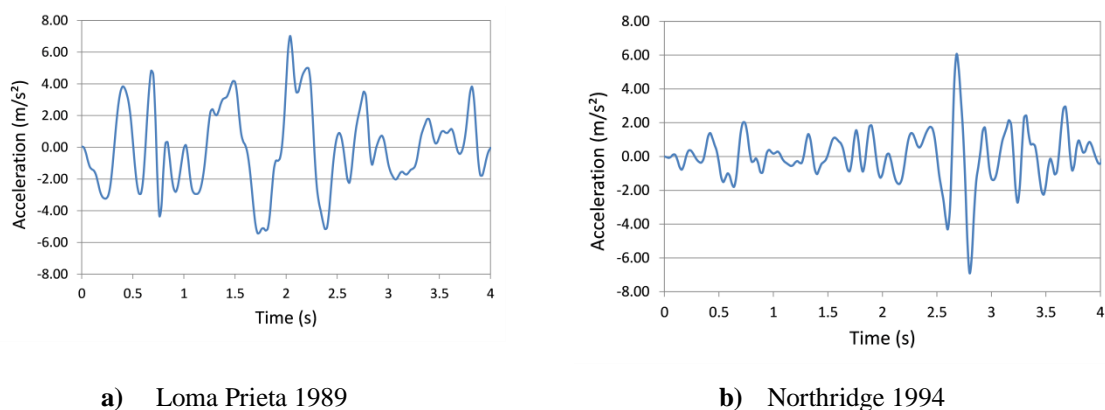 8.00
6.00
4.00
2.00
0.00
-2.00
-4.00
-6.00
-8.00
Acceleration (m/s²)
0 0.5 1 1.5 2 2.5 3 3.5 4
Time (s)
a) Loma Prieta 1989
8.00
6.00
4.00
2.00
0.00
-2.00
-4.00
-6.00
-8.00
Acceleration (m/s²)
0 0.5 1 1.5 2 2.5 3 3.5 4
Time (s)
b) Northridge 1994